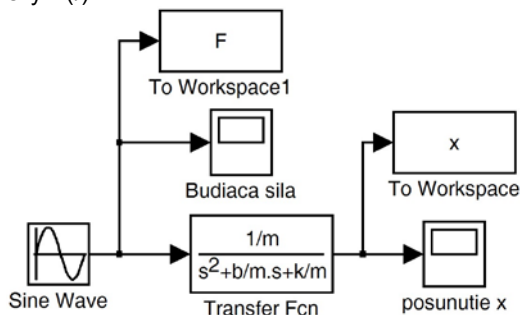 F
To Workspace1
Budiaca sila
x
To Workspace
Sine Wave
1/m
s²+b/m.s+k/m
Transfer Fcn
posunutie x